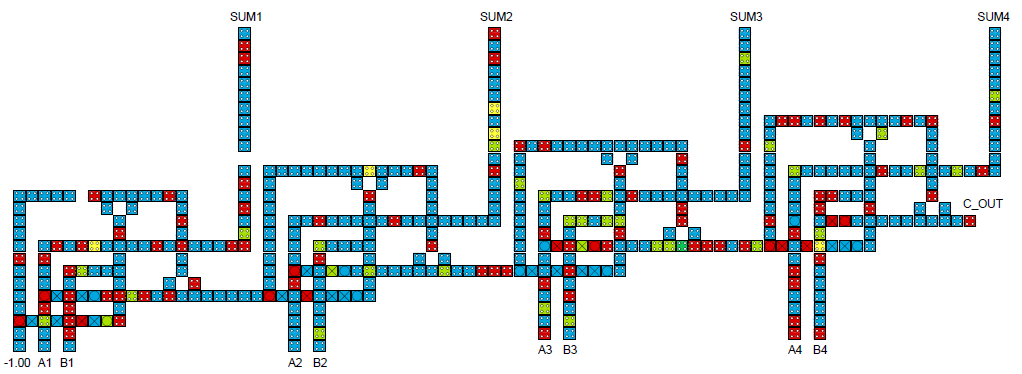 SUM1 SUM2 SUM3 SUM4
C_OUT
-1.00 A1 B1 A2 B2 A3 B3 A4 B4